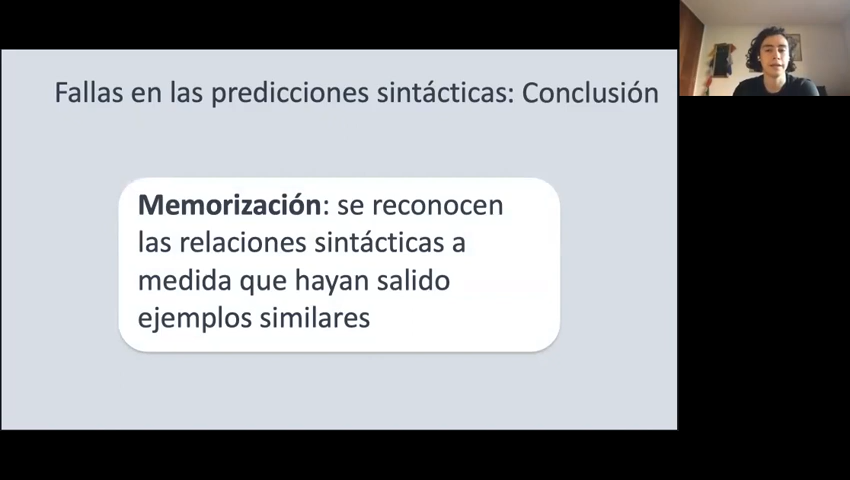 Fallas en las predicciones sintácticas: Conclusión
Memorización: se reconocen
las relaciones sintácticas a
medida que hayan salido
ejemplos similares